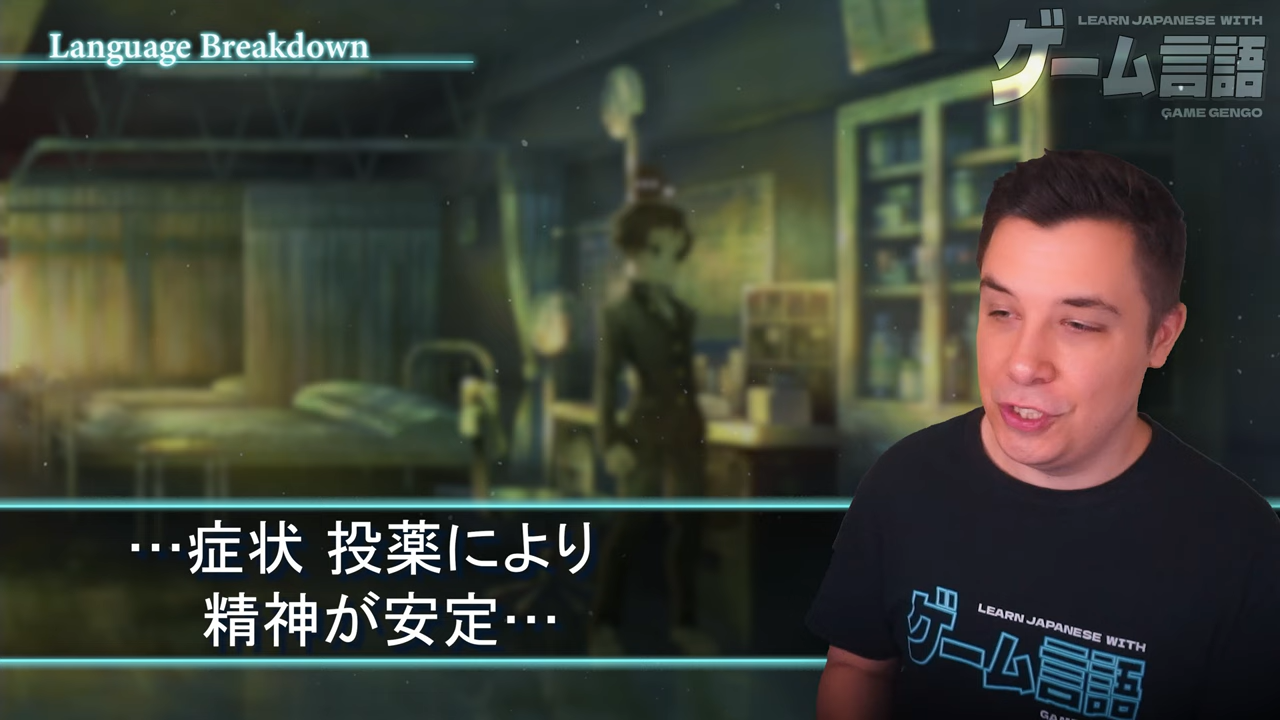 Language Breakdown
LEARN JAPANESE WITH
ゲーム言語
GAME GENGO
…症状 投薬により
精神が安定…
LEARN JAPANESE WITH
ゲーム言語